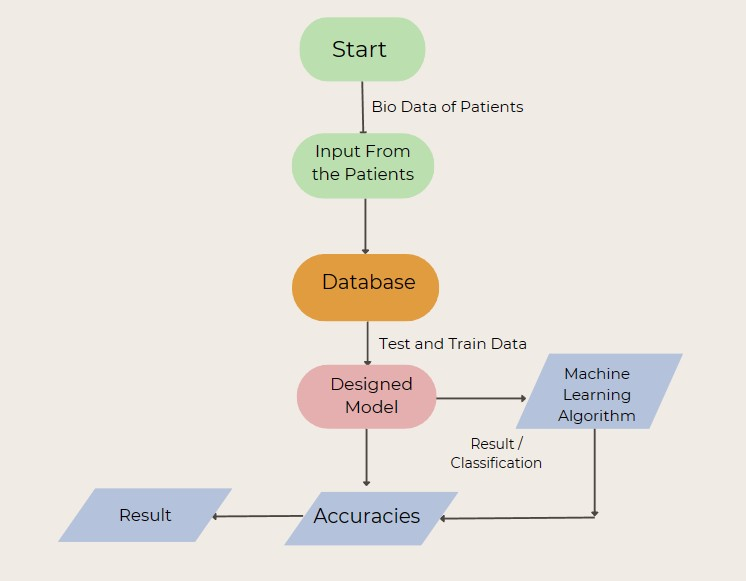 Start
Bio Data of Patients
Input From
the Patients
Database
Test and Train Data
Designed
Model
Machine
Learning
Algorithm
Result /
Classification
Result
Accuracies